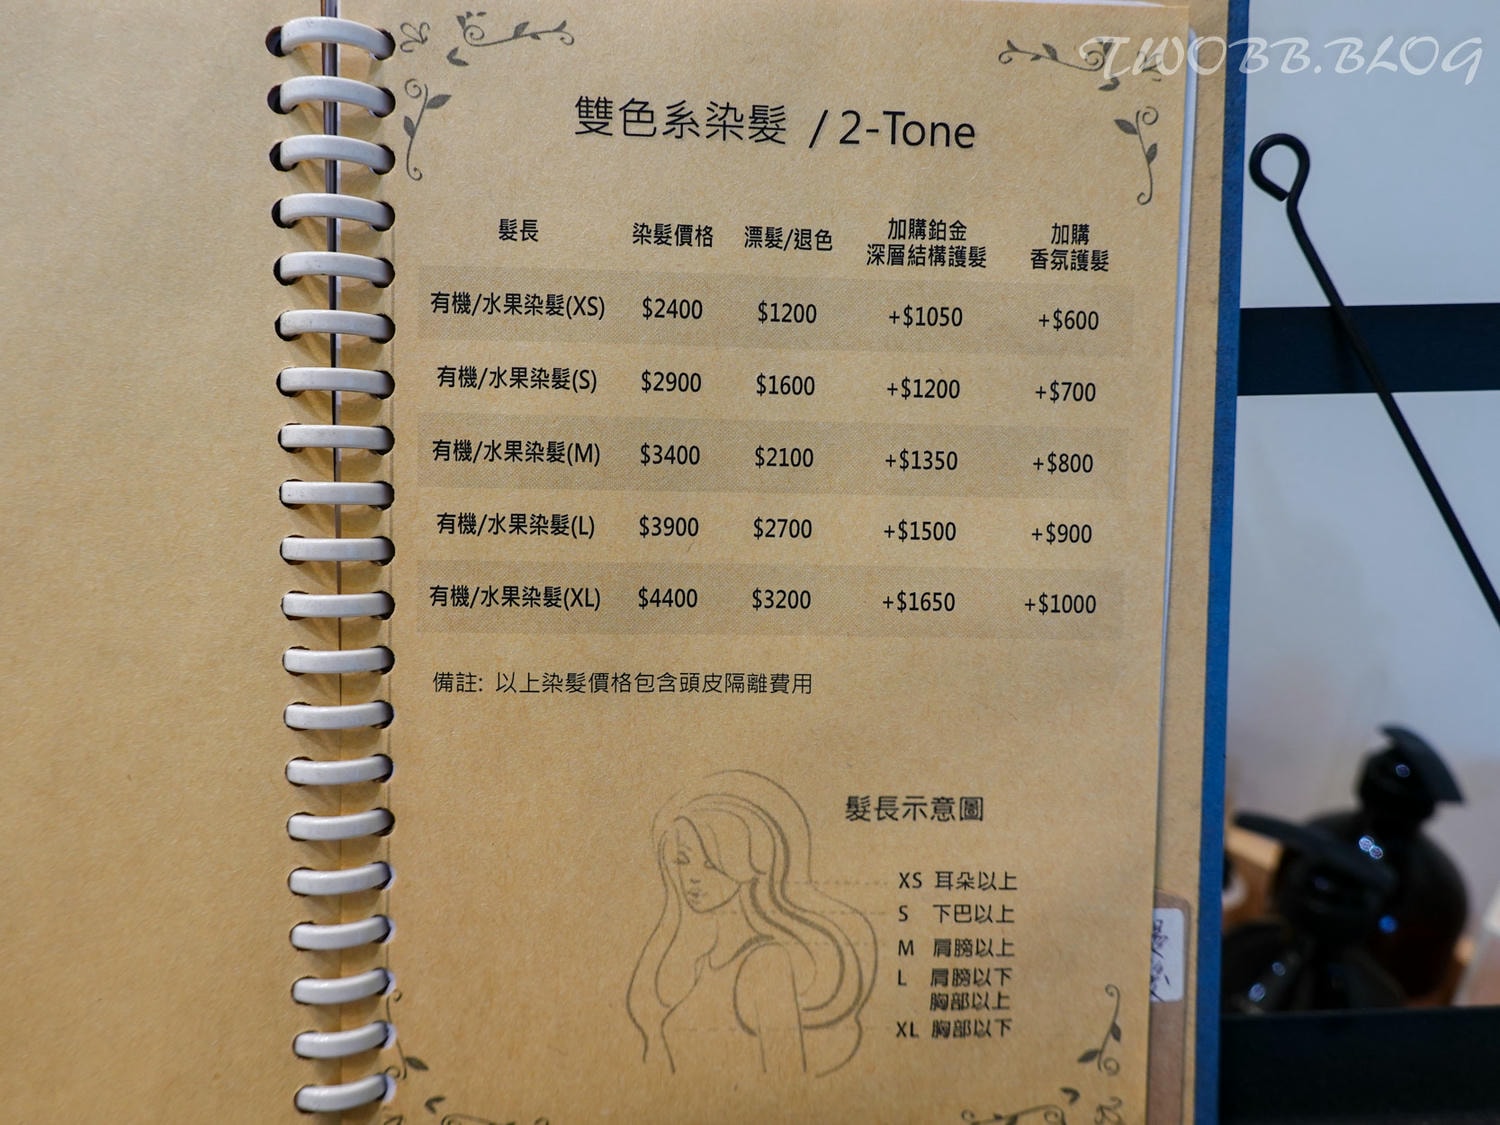 TWOBB.BLOG
雙色系染髮 / 2-Tone
髮長 染髮價格 漂髮/退色 加購鉑金 加購
深層結構護髮 香氛護髮
有機/水果染髮(XS) $2400 $1200 +$1050 +$600
有機/水果染髮(S) $2900 $1600 +$1200 +$700
有機/水果染髮(M) $3400 $2100 +$1350 +$800
有機/水果染髮(L) $3900 $2700 +$1500 +$900
有機/水果染髮(XL) $4400 $3200 +$1650 +$1000
備註: 以上染髮價格包含頭皮隔離費用
髮長示意圖
XS 耳朵以上
S 下巴以上
M 肩膀以上
L 肩膀以下
胸部以上
XL 胸部以下